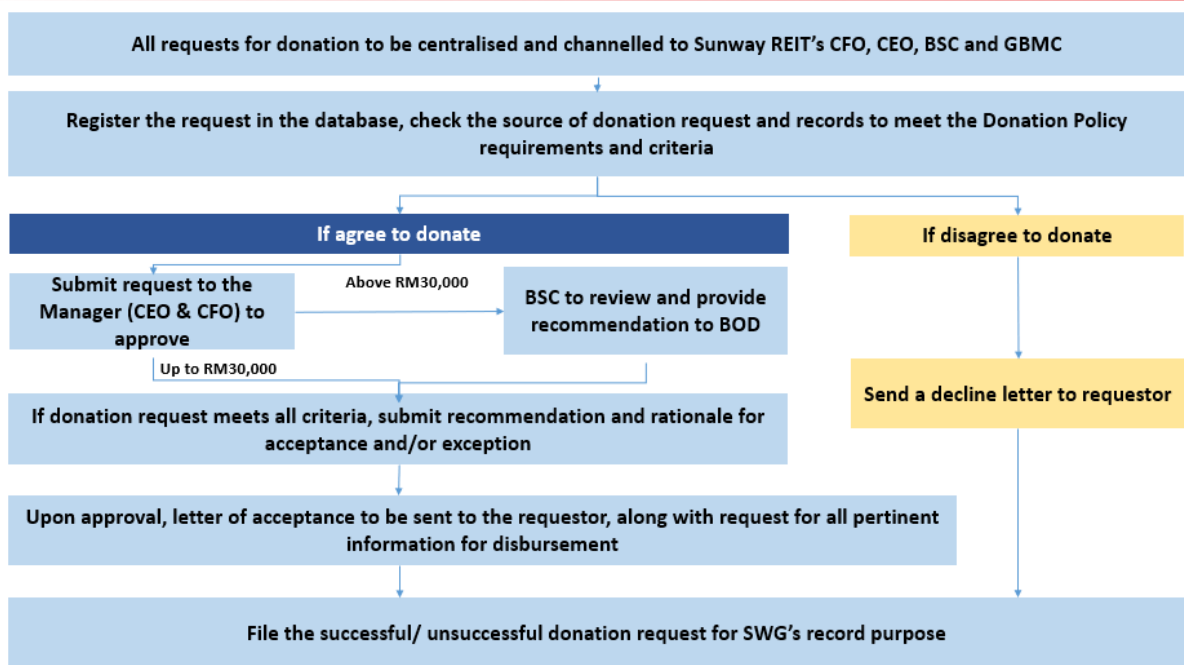 All requests for donation to be centralised and channelled to Sunway REIT's CFO, CEO, BSC and GBMC
Register the request in the database, check the source of donation request and records to meet the Donation Policy
requirements and criteria
If agree to donate
If disagree to donate
Submit request to the
Manager (CEO & CFO) to
approve
Above RM30,000
BSC to review and provide
recommendation to BOD
Up to RM30,000
Send a decline letter to requestor
If donation request meets all criteria, submit recommendation and rationale for
acceptance and/or exception
Upon approval, letter of acceptance to be sent to the requestor, along with request for all pertinent
information for disbursement
File the successful/ unsuccessful donation request for SWG's record purpose